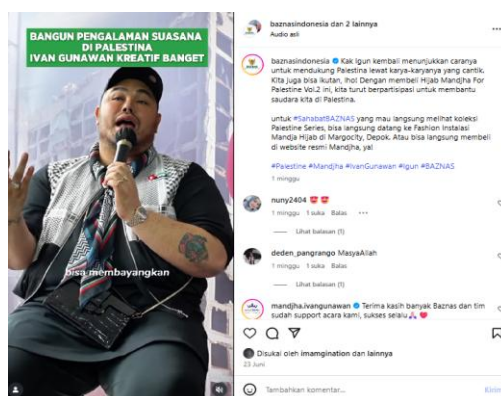 BANGUN PENGALAMAN SUASANA
DI PALESTINA
IVAN GUNAWAN KREATIF BANGET
bisa membayangkan
baznasindonesia dan 2 lainnya
Audio asli
baznasindonesia Kak Igun kembali menunjukkan caranya
untuk mendukung Palestina lewat karya-karyanya yang cantik.
Kita juga bisa ikutan, lho! Dengan membeli Hijab Mandjha For
Palestine Vol.2 ini, kita turut berpartisipasi untuk membantu
saudara kita di Palestina.
untuk #SahabatBAZNAS yang mau langsung melihat koleksi
Palestine Series, bisa langsung datang ke Fashion Instalasi
Mandja Hijab di Margocity, Depok. Atau bisa langsung membeli
di website resmi Mandjha, ya!
#Palestine #Mandjha #IvanGunawan #Igun #BAZNAS
1 minggu
nuny2404
1 minggu 1 suka Balas
Lihat balasan (1)
deden_pangrango MasyaAllah
1 minggu 1 suka Balas
Lihat balasan (1)
mandjha.ivangunawan Terima kasih banyak Baznas dan tim
sudah support acara kami, sukses selalu
Disukai oleh imamgination dan lainnya
23 Juni
Tambahkan komentar...
Kirim